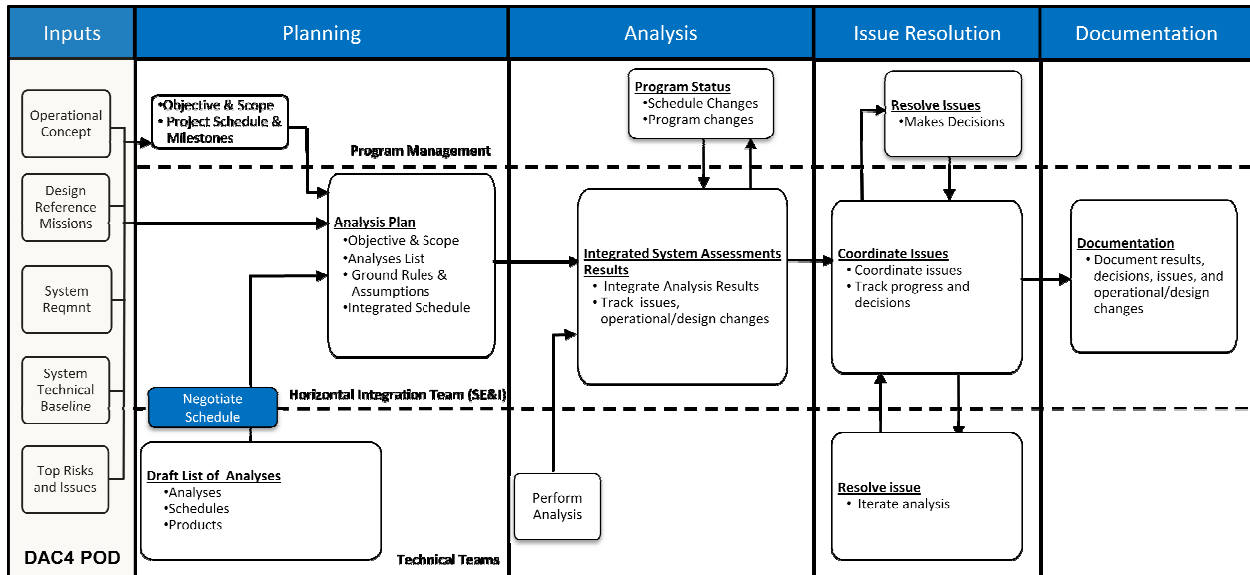 Inputs
Planning
Analysis
Issue Resolution
Documentation
Operational
Concept
Design
Reference
Missions
System
Reqmnt
System
Technical
Baseline
Top Risks
and Issues
DAC4 POD
•Objective & Scope
• Project Schedule &
Milestones
Program Management
Analysis Plan
•Objective & Scope
•Analyses List
• Ground Rules &
Assumptions
•Integrated Schedule
Horizontal Integration Team (SE&I)
Negotiate
Schedule
Draft List of Analyses
•Analyses
•Schedules
•Products
Technical Teams
Program Status
•Schedule Changes
•Program changes
Integrated System Assessments
Results
• Integrate Analysis Results
• Track issues,
operational/design changes
Perform
Analysis
Resolve Issues
•Makes Decisions
Coordinate Issues
• Coordinate issues
• Track progress and
decisions
Resolve issue
• Iterate analysis
Documentation
• Document results,
decisions, issues, and
operational/design
changes